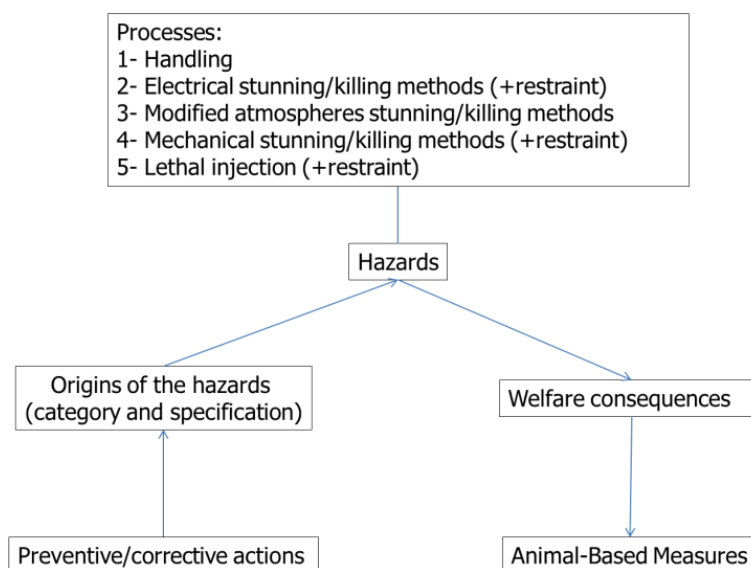 Processes:
1- Handling
2- Electrical stunning/killing methods (+restraint)
3- Modified atmospheres stunning/killing methods
4- Mechanical stunning/killing methods (+restraint)
5- Lethal injection (+restraint)
Hazards
Origins of the hazards
(category and specification)
Welfare consequences
Preventive/corrective actions
Animal-Based Measures